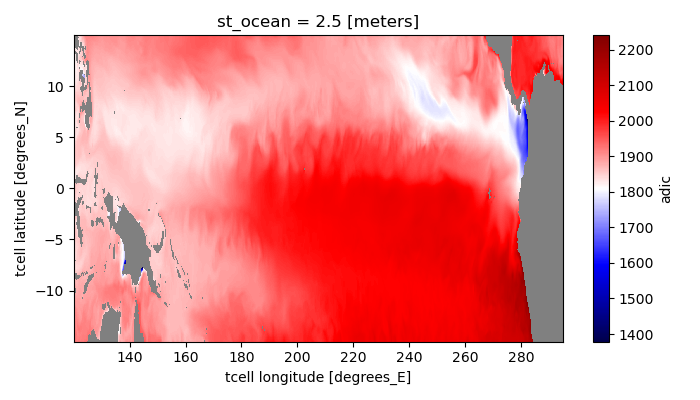 st_ocean = 2.5 [meters]
10
5
0
−5
−10
tcell latitude [degrees_N]
140 160 180 200 220 240 260 280
tcell longitude [degrees_E]
2200
2100
2000
1900
1800
1700
1600
1500
1400
adic